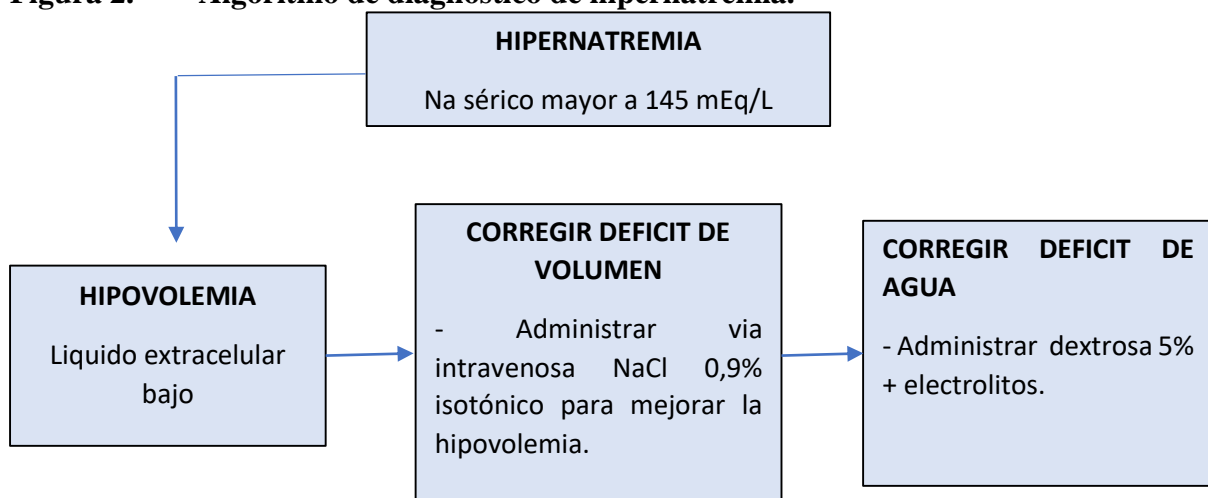 Figura 2. Algoritmo de diagnóstico de hipernatremia.
HIPERNATREMIA
Na sérico mayor a 145 mEq/L
HIPOVOLEMIA
Liquido extracelular
bajo
CORREGIR DEFICIT DE
VOLUMEN
- Administrar via
intravenosa NaCl 0,9%
isotónico para mejorar la
hipovolemia.
CORREGIR DEFICIT DE
AGUA
- Administrar dextrosa 5%
+ electrolitos.